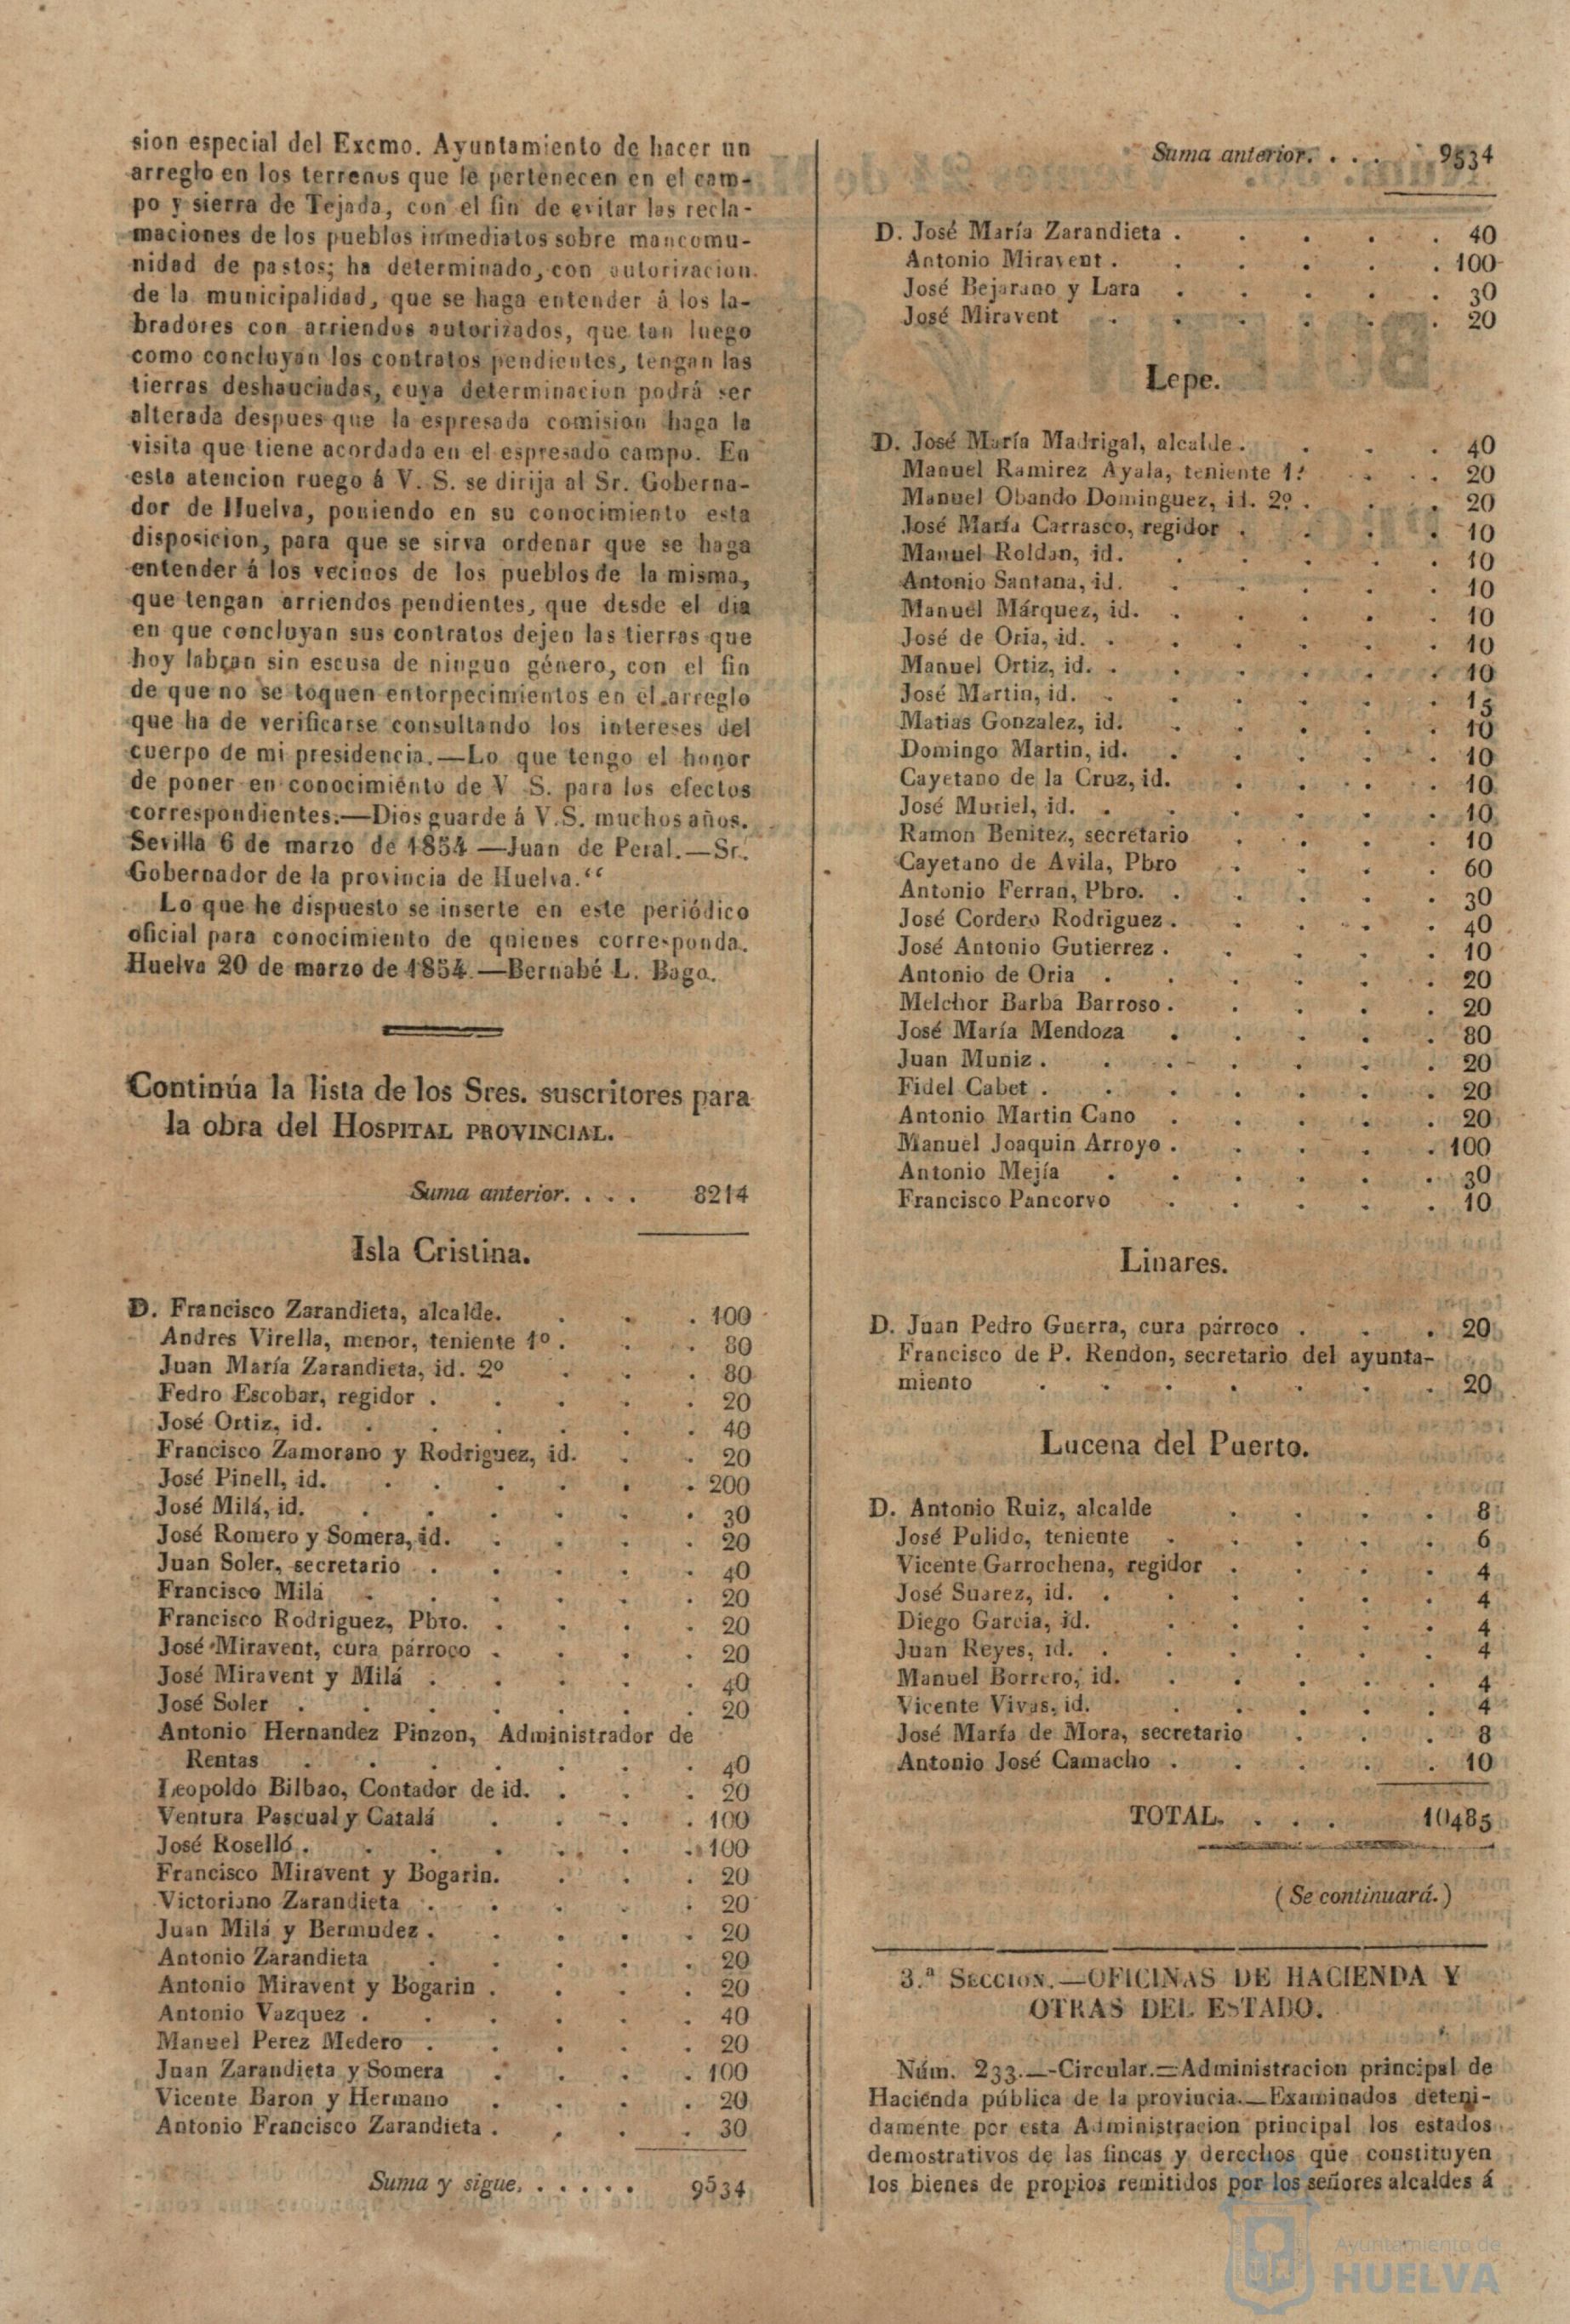 sion especial del Excmo. Ayuntamiento de hacer un
arreglo en los terrenos que le pertenecen en el cam-
po y sierra de Tejada, con el fin de evitar las recla-
maciones de los pueblos inmediatos sobre mancomu-
nidad de pastos; ha determinado, con autorizacion
de la municipalidad, que se haga entender á los la-
bradores con arriendos autorizados, que tan luego
como concluyan los contratos pendientes, tengan las
tierras deshauciadas, cuya determinacion podrá ser
alterada despues que la espresada comision haga la
visita que tiene acordada en el espresado campo. En
esta atencion ruego á V. S. se dirija al Sr. Goberna-
dor de Huelva, poniendo en su conocimiento esta
disposicion, para que se sirva ordenar que se haga
entender á los vecinos de los pueblos de la misma,
que tengan arriendos pendientes, que desde el dia
en que concluyan sus contratos dejen las tierras que
hoy labran sin escusa de ningun género, con el fin
de que no se toquen entorpecimientos en el arreglo
que ha de verificarse consultando los intereses del
cuerpo de mi presidencia.—Lo que tengo el honor
de poner en conocimiénto de V. S. para los efectos
correspondientes.—Dios guarde á V. S. muchos años.
Sevilla 6 de marzo de 1854—Juan de Peral.—Sr.
Gobernador de la provincia de Huelva.“
Lo que he dispuesto se inserte en este periódico
oficial para conocimiento de quienes corresponda.
Huelva 20 de marzo de 1854.—Bernabé L. Bago.
Continúa la lista de los Sres. suscritores para
la obra del HOSPITAL PROVINCIAL.
Suma anterior. . . . 8214
Isla Cristina.
D. Francisco Zarandieta, alcalde. . . . 100
Andres Virella, menor, teniente 1º . . . 80
Juan María Zarandieta, id. 2º . . . 80
Pedro Escobar, regidor . . . . . 20
José Ortiz, id. . . . . . . 40
Francisco Zamorano y Rodriguez, id. . . 20
José Pinell, id. . . . . . . 200
José Milá, id. . . . . . . 30
José Romero y Somera, id. . . . . 20
Juan Soler, secretario . . . . . 40
Francisco Milá . . . . . . 20
Francisco Rodriguez, Pbro. . . . . 20
José Miravent, cura párroco . . . . 20
José Miravent y Milá . . . . . 40
José Soler . . . . . . . 20
Antonio Hernandez Pinzon, Administrador de
Rentas . . . . . . . 40
Leopoldo Bilbao, Contador de id. . . . 20
Ventura Pascual y Catalá . . . . 100
José Roselló . . . . . . . 100
Francisco Miravent y Bogarin. . . . 20
Victoriano Zarandieta . . . . . 20
Juan Milá y Bermudez . . . . . 20
Antonio Zarandieta . . . . . 20
Antonio Miravent y Bogarin . . . . 20
Antonio Vazquez . . . . . . 40
Manuel Perez Medero . . . . . 20
Juan Zarandieta y Somera . . . . 100
Vicente Baron y Hermano . . . . 20
Antonio Francisco Zarandieta . . . . 30
Suma y sigue. . . . . . 9534
Suma anterior. . . . 9534
D. José María Zarandieta . . . . . 40
Antonio Miravent . . . . . . 100
José Bejarano y Lara . . . . . 30
José Miravent . . . . . . 20
Lepe.
D. José María Madrigal, alcalde . . . . 40
Manuel Ramirez Ayala, teniente 1.º . . . 20
Manuel Obando Dominguez, id. 2º . . . 20
José María Carrasco, regidor . . . . 10
Manuel Roldan, id. . . . . . 10
Antonio Santana, id. . . . . . 10
Manuel Márquez, id. . . . . . 10
José de Oria, id. . . . . . . 10
Manuel Ortiz, id. . . . . . . 10
José Martin, id. . . . . . . 15
Matias Gonzalez, id. . . . . . 10
Domingo Martin, id. . . . . . 10
Cayetano de la Cruz, id. . . . . 10
José Muriel, id. . . . . . . 10
Ramon Benitez, secretario . . . . 10
Cayetano de Avila, Pbro . . . . 60
Antonio Ferran, Pbro. . . . . . 30
José Cordero Rodriguez . . . . . 40
José Antonio Gutierrez . . . . . 10
Antonio de Oria . . . . . . 20
Melchor Barba Barroso . . . . . 20
José María Mendoza . . . . . 80
Juan Muniz . . . . . . . 20
Fidel Cabet . . . . . . . 20
Antonio Martin Cano . . . . . 20
Manuel Joaquin Arroyo . . . . . 100
Antonio Mejía . . . . . . 30
Francisco Pancorvo . . . . . 10
Linares.
D. Juan Pedro Guerra, cura párroco . . . 20
Francisco de P. Rendon, secretario del ayunta-
miento . . . . . . . 20
Lucena del Puerto.
D. Antonio Ruiz, alcalde . . . . 8
José Pulido, teniente . . . . . 6
Vicente Garrochena, regidor . . . . 4
José Suarez, id. . . . . . . 4
Diego Garcia, id. . . . . . 4
Juan Reyes, id. . . . . . . 4
Manuel Borrero, id. . . . . . 4
Vicente Vivas, id. . . . . . 4
José María de Mora, secretario . . . 8
Antonio José Camacho . . . . . 10
TOTAL. . . . 10485
(Se continuará.)
3.ª SECCION.—OFICINAS DE HACIENDA Y
OTRAS DEL ESTADO.
Núm. 233.—Circular.=Administracion principal de
Hacienda pública de la provincia.—Examinados deteni-
damente por esta Administracion principal los estados
demostrativos de las fincas y derechos que constituyen
los bienes de propios remitidos por los señores alcaldes á
Ayuntamiento de
HUELVA